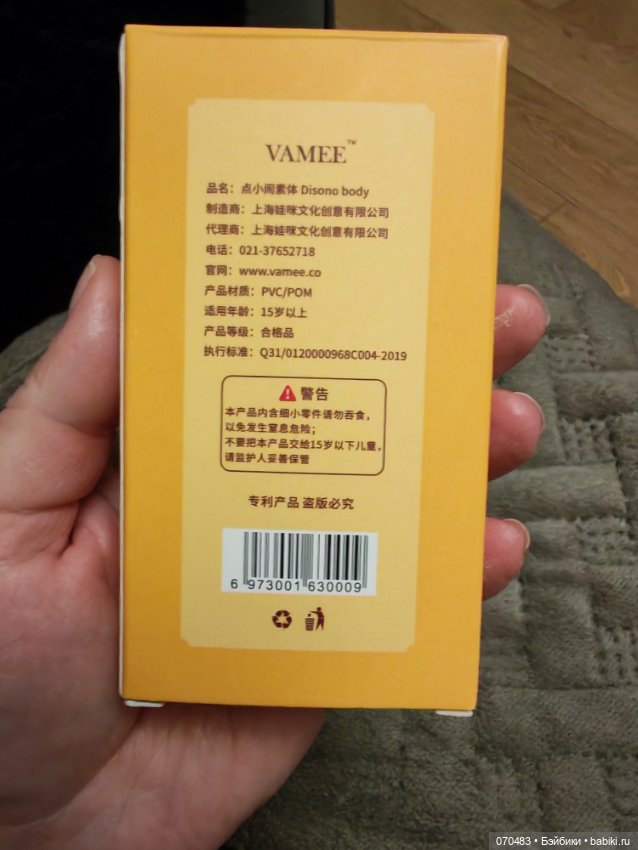 VAMEE™
品名：点小闹素体 Disono body
制造商：上海娃咪文化创意有限公司
代理商：上海娃咪文化创意有限公司
电话：021-37652718
官网：www.vamee.co
产品材质：PVC/POM
适用年龄：15岁以上
产品等级：合格品
执行标准：Q31/0120000968C004-2019
警告
本产品内含细小零件请勿吞食，
以免发生窒息危险；
不要把本产品交给15岁以下儿童，
请监护人妥善保管
专利产品 盗版必究
6 973001 630009
070483 • Бэйбики • babiki.ru